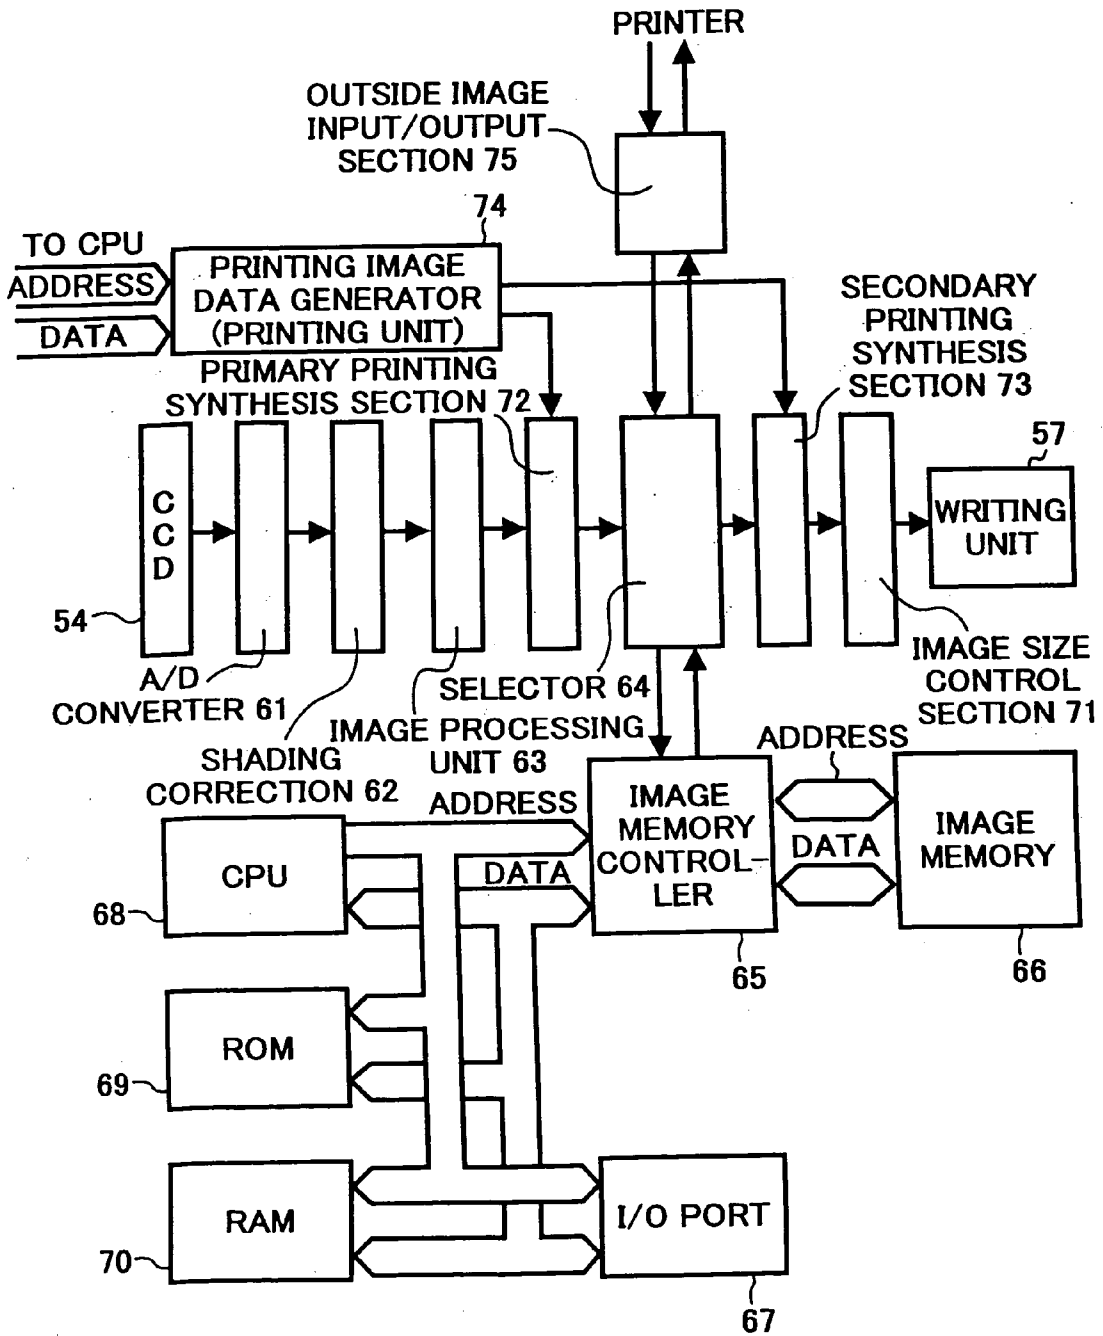 PRINTER
OUTSIDE IMAGE
INPUT/OUTPUT
SECTION 75
74
TO CPU
ADDRESS
DATA
PRINTING IMAGE
DATA GENERATOR
(PRINTING UNIT)
SECONDARY
PRINTING
SYNTHESIS
SECTION 73
PRIMARY PRINTING
SYNTHESIS SECTION 72
57
CCD
WRITING
UNIT
54
A/D
CONVERTER 61
SELECTOR 64
IMAGE SIZE
CONTROL
SECTION 71
SHADING
CORRECTION 62
IMAGE PROCESSING
UNIT 63
ADDRESS
ADDRESS
CPU
DATA
IMAGE
MEMORY
CONTROL-
LER
DATA
IMAGE
MEMORY
68
65
66
ROM
69
RAM
I/O PORT
70
67